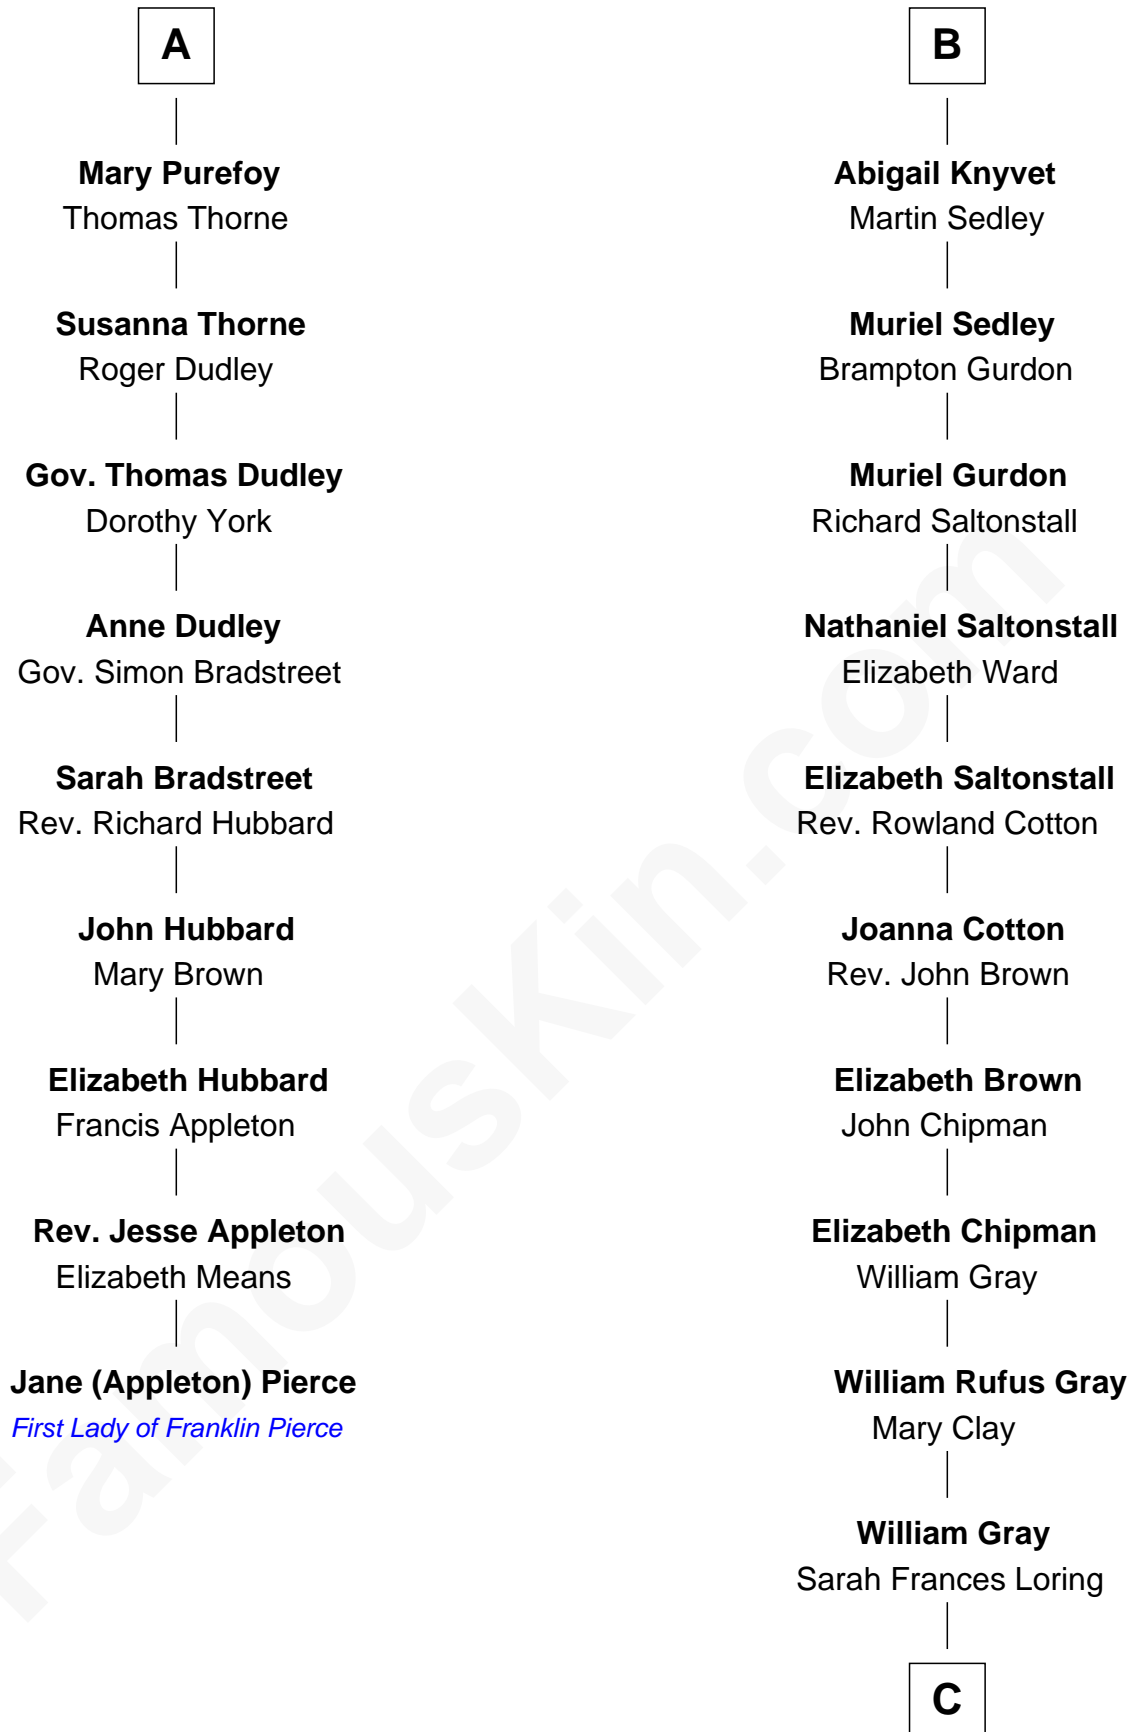 A
Mary Purefoy
Thomas Thorne
Susanna Thorne
Roger Dudley
Gov. Thomas Dudley
Dorothy York
Anne Dudley
Gov. Simon Bradstreet
Sarah Bradstreet
Rev. Richard Hubbard
John Hubbard
Mary Brown
Elizabeth Hubbard
Francis Appleton
Rev. Jesse Appleton
Elizabeth Means
Jane (Appleton) Pierce
First Lady of Franklin Pierce
B
Abigail Knyvet
Martin Sedley
Muriel Sedley
Brampton Gurdon
Muriel Gurdon
Richard Saltonstall
Nathaniel Saltonstall
Elizabeth Ward
Elizabeth Saltonstall
Rev. Rowland Cotton
Joanna Cotton
Rev. John Brown
Elizabeth Brown
John Chipman
Elizabeth Chipman
William Gray
William Rufus Gray
Mary Clay
William Gray
Sarah Frances Loring
C
FamousKin.com